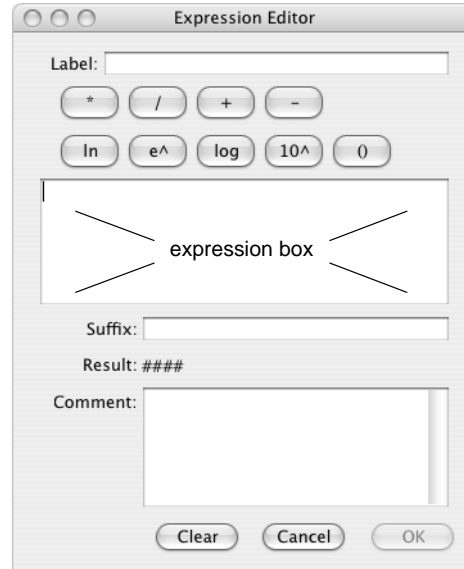 Expression Editor
Label:
* / + -
ln e^ log 10^ ()
expression box
Suffix:
Result: ####
Comment:
Clear Cancel OK